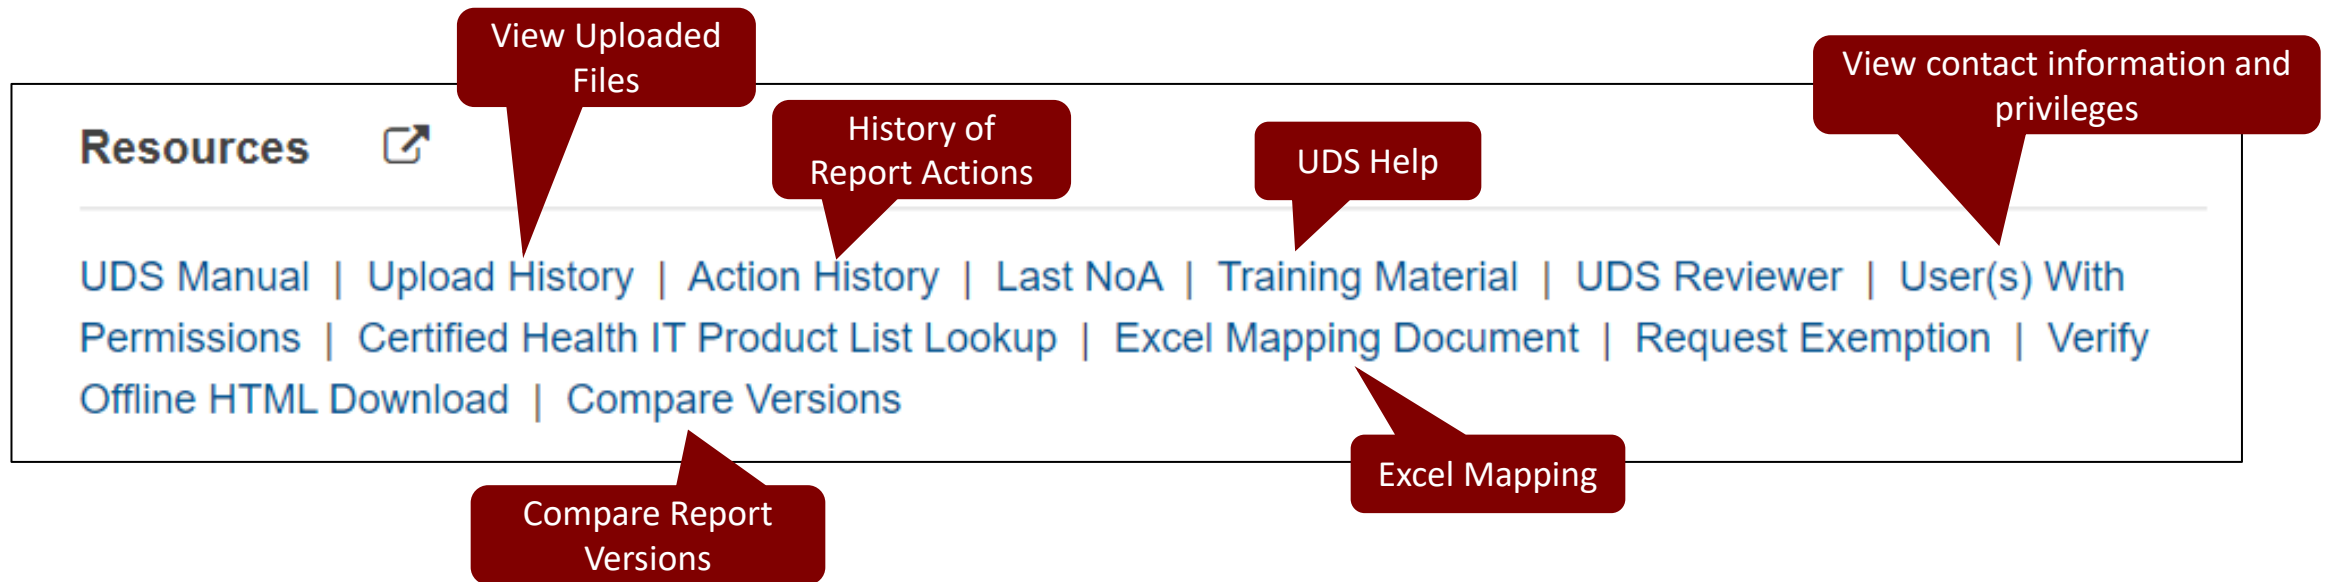 View Uploaded
Files
View contact information and
privileges
History of
Report Actions
UDS Help
Resources
UDS Manual | Upload History | Action History | Last NoA | Training Material | UDS Reviewer | User(s) With
Permissions | Certified Health IT Product List Lookup | Excel Mapping Document | Request Exemption | Verify
Offline HTML Download | Compare Versions
Excel Mapping
Compare Report
Versions